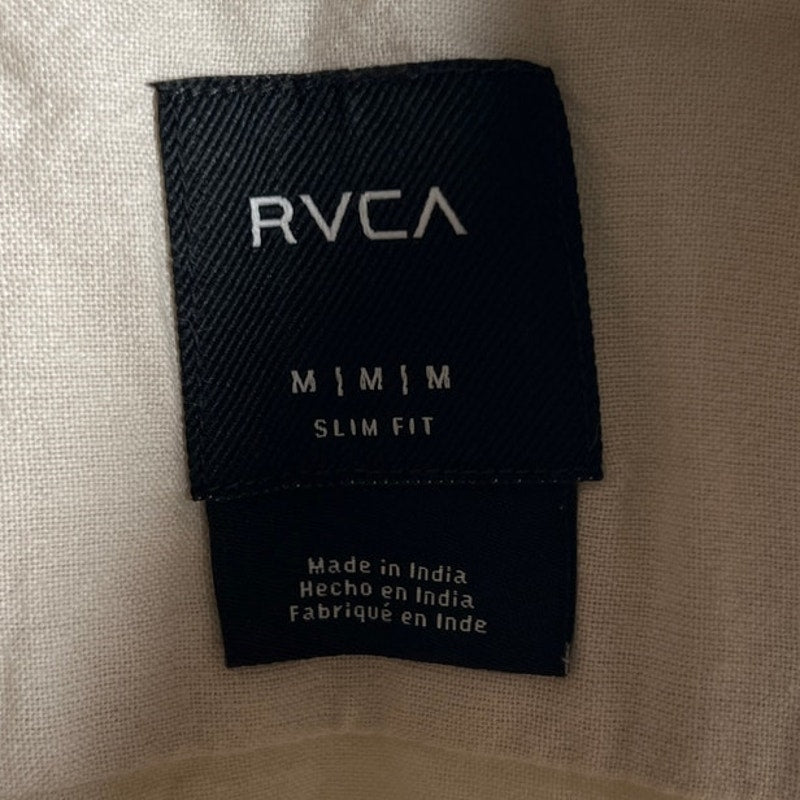 RVCA
M | M | M
SLIM FIT
Made in India
Hecho en India
Fabriqué en Inde